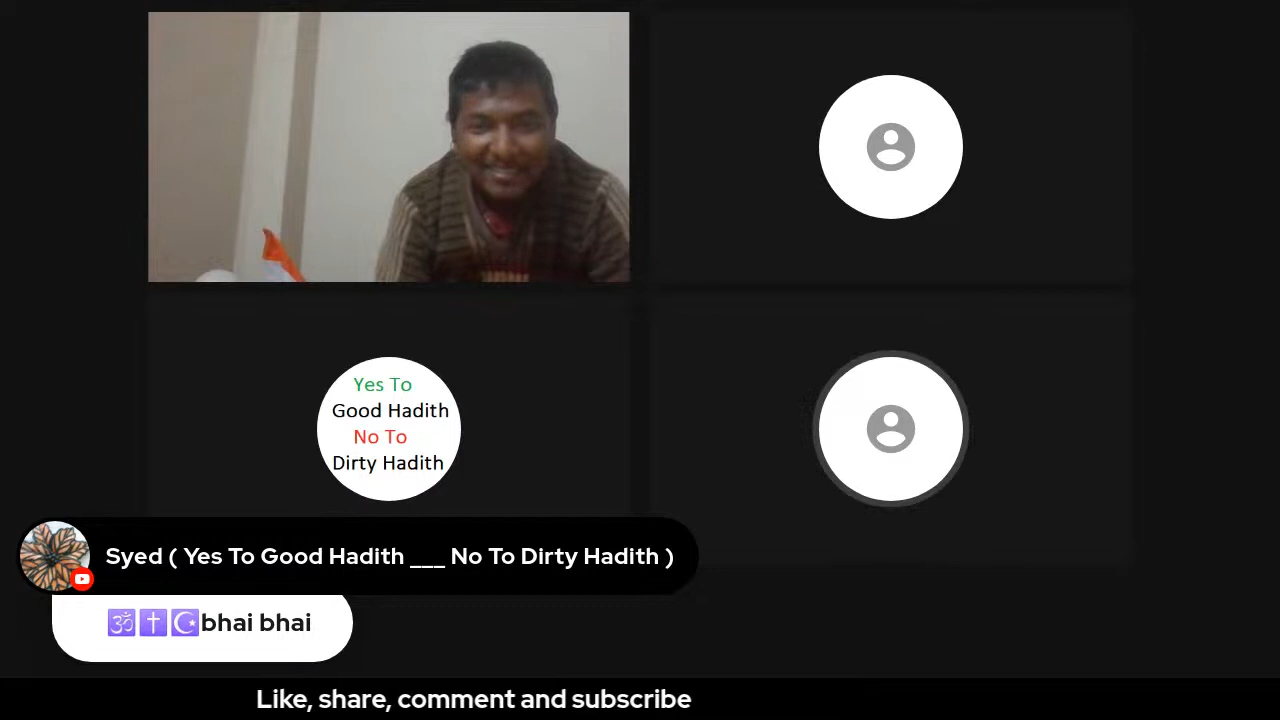 Yes To
Good Hadith
No To
Dirty Hadith
Syed ( Yes To Good Hadith ___ No To Dirty Hadith )
🕉️✝️☪️bhai bhai
Like, share, comment and subscribe